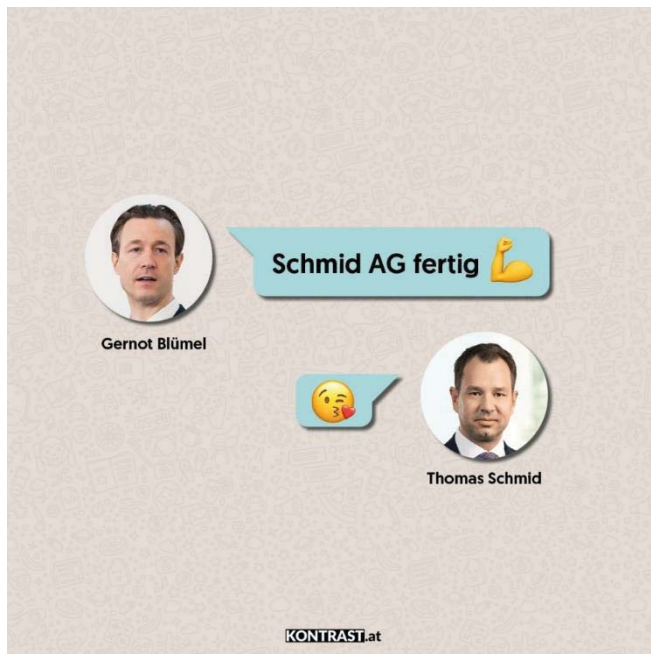 Schmid AG fertig 💪
Gernot Blümel
😘
Thomas Schmid
KONTRAST.at